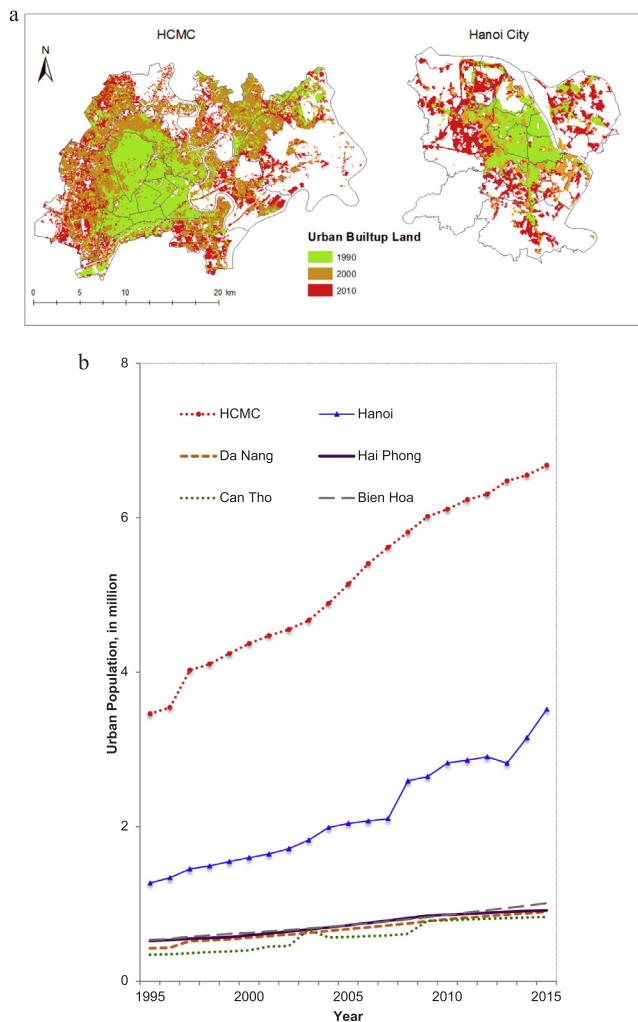 a
HCMC
Hanoi City
N
Urban Builtup Land
1990
2000
2010
0 5 10 20 km
b
8
HCMC
Hanoi
Da Nang
Hai Phong
Can Tho
Bien Hoa
6
Urban Population, in million
4
2
0
1995 2000 2005 2010 2015
Year